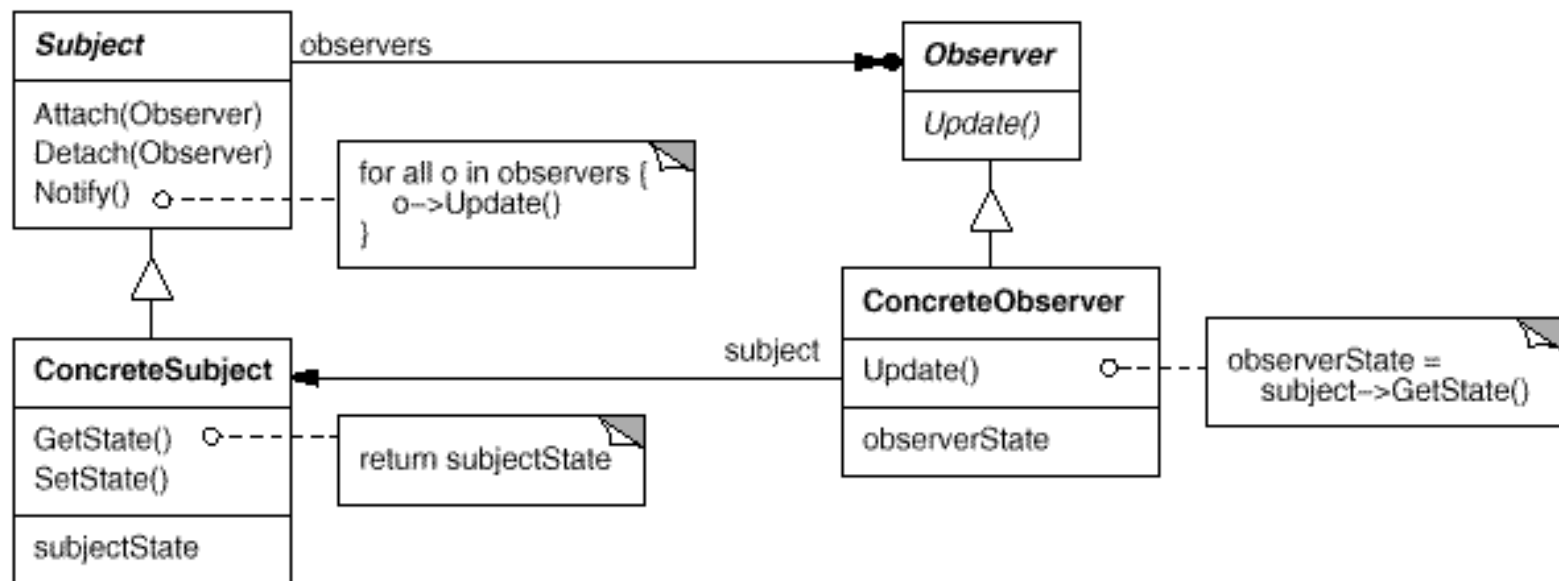 Subject
observers
Observer
Attach(Observer)
Detach(Observer)
Notify()
for all o in observers {
o->Update()
}
Update()
ConcreteSubject
GetState()
SetState()
subjectState
return subjectState
subject
ConcreteObserver
Update()
observerState
observerState =
subject->GetState()